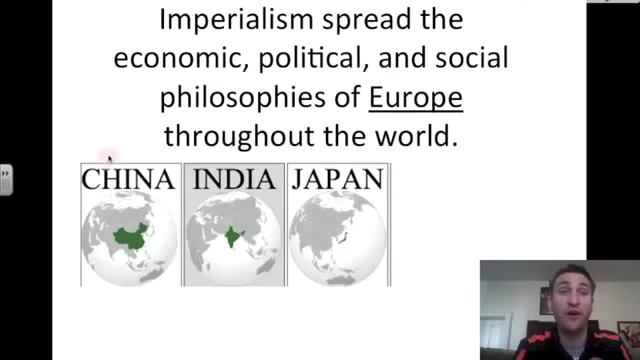 Imperialism spread the
economic, political, and social
philosophies of Europe
throughout the world.
CHINA INDIA JAPAN